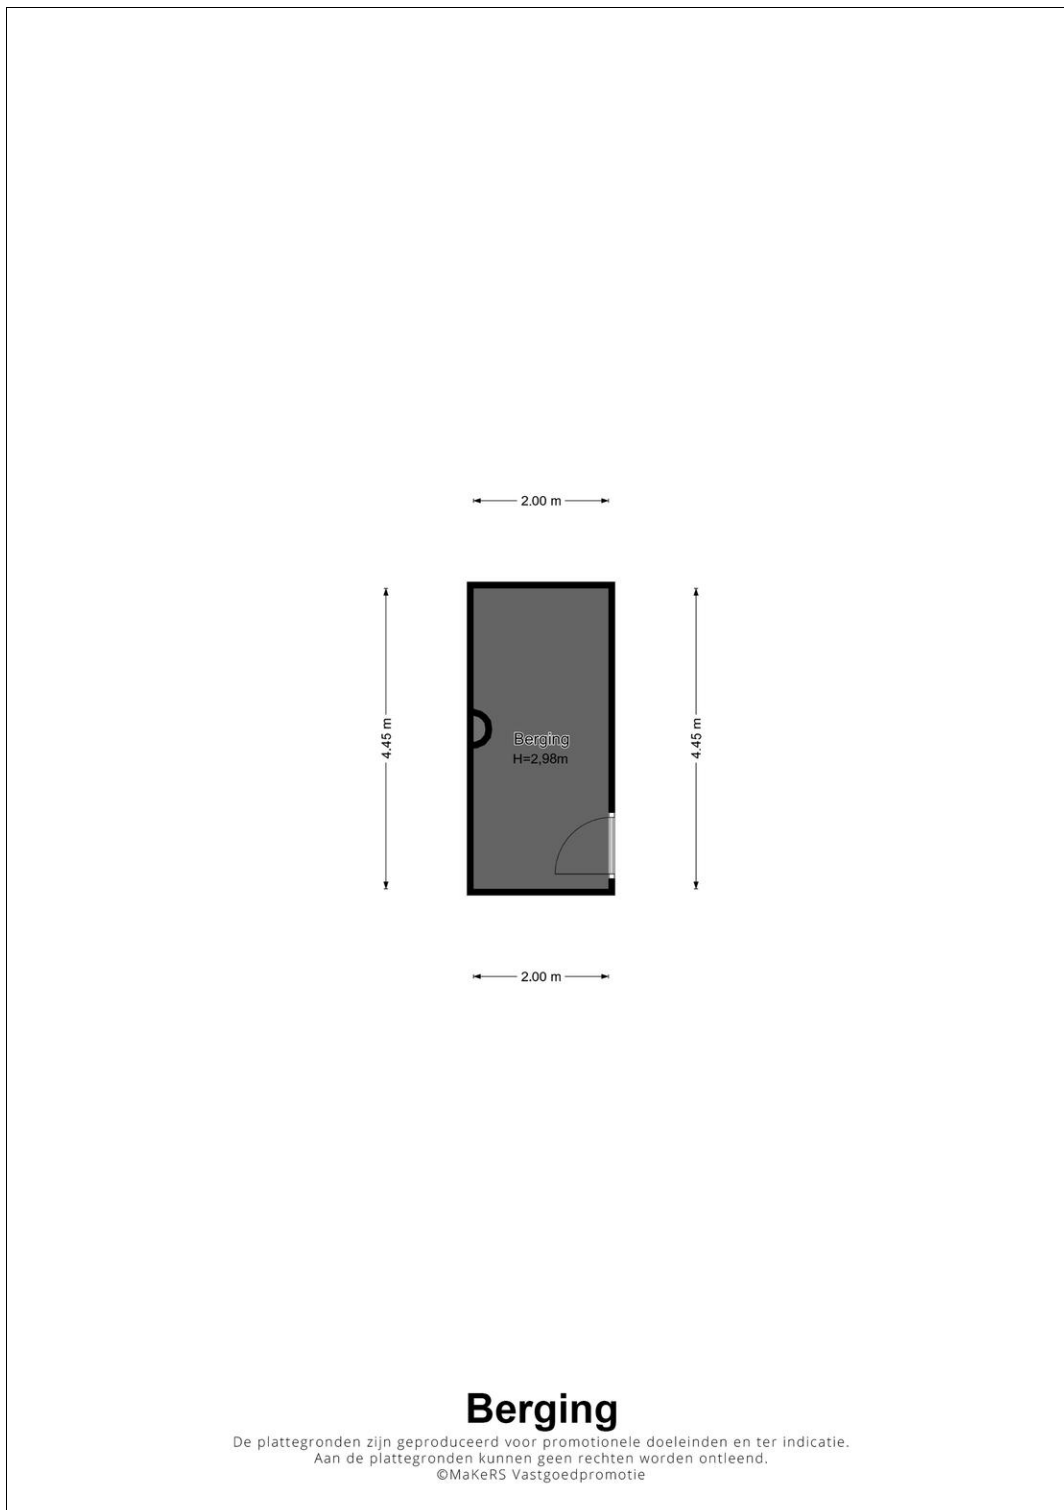 2.00 m
4.45 m
4.45 m
Berging
H=2,98m
2.00 m
Berging
De plattegronden zijn geproduceerd voor promotionele doeleinden en ter indicatie.
Aan de plattegronden kunnen geen rechten worden ontleend.
©MaKeRS Vastgoedpromotie